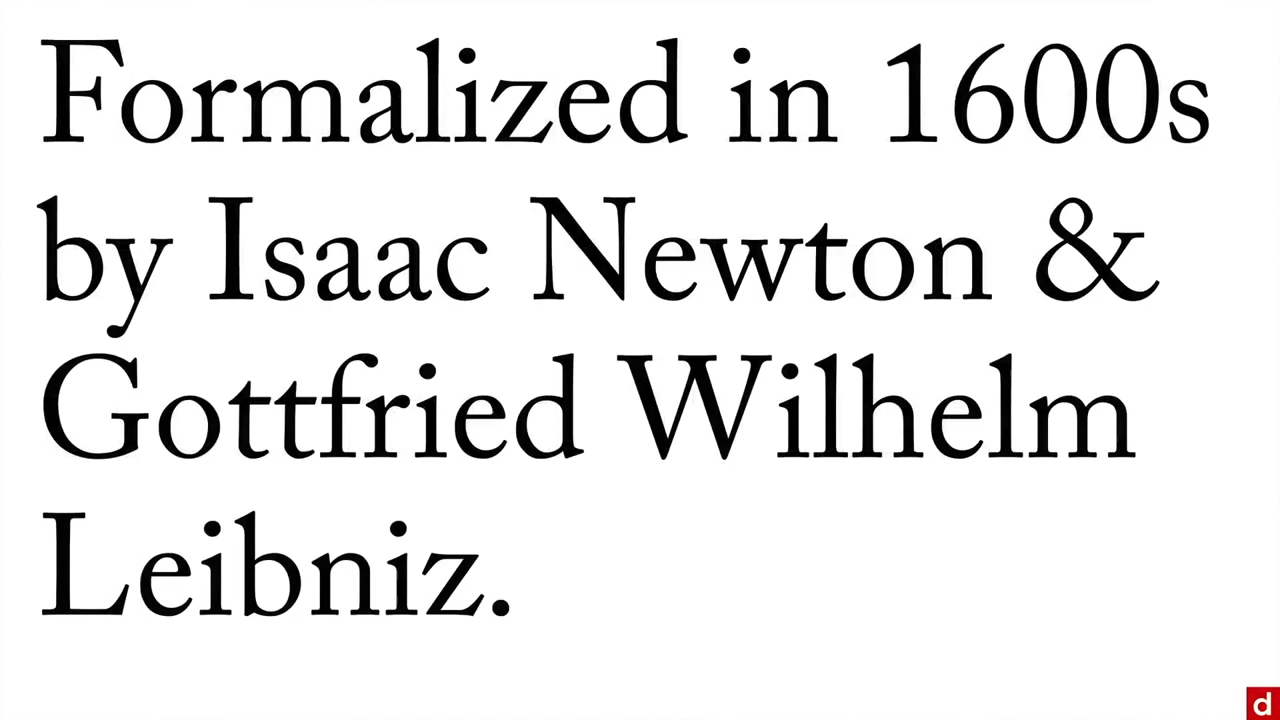 Formalized in 1600s
by Isaac Newton &
Gottfried Wilhelm
Leibniz.
d